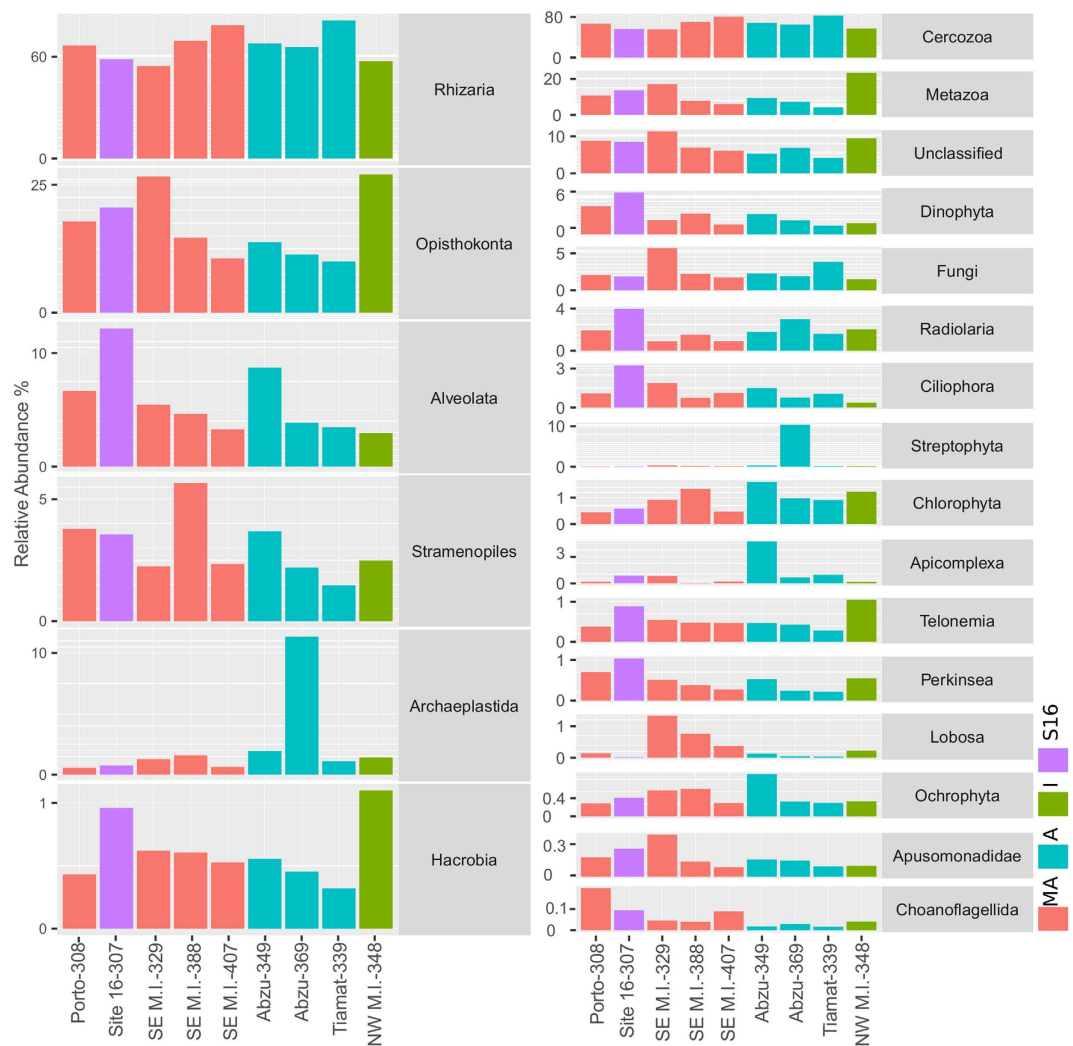 Relative Abundance %
60
0
Rhizaria
25
0
Opisthokonta
10
0
Alveolata
5
0
Stramenopiles
10
0
Archaeplastida
1
0
Hacrobia
Porto-308
Site 16-307
SE M.I.-329
SE M.I.-388
SE M.I.-407
Abzu-349
Abzu-369
Tiamat-339
NW M.I.-348
80
0
Cercozoa
20
0
Metazoa
10
0
Unclassified
6
0
Dinophyta
5
0
Fungi
4
0
Radiolaria
3
0
Ciliophora
10
0
Streptophyta
1
0
Chlorophyta
3
0
Apicomplexa
1
0
Telonemia
1
0
Perkinsea
1
0
Lobosa
0.4
0
Ochrophyta
0.3
0
Apusomonadidae
0.1
0
Choanoflagellida
Porto-308
Site 16-307
SE M.I.-329
SE M.I.-388
SE M.I.-407
Abzu-349
Abzu-369
Tiamat-339
NW M.I.-348
MA
A
I
S16